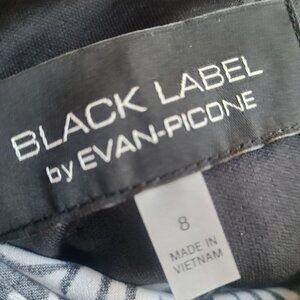 BLACK LABEL
by EVAN-PICONE
8
MADE IN
VIETNAM